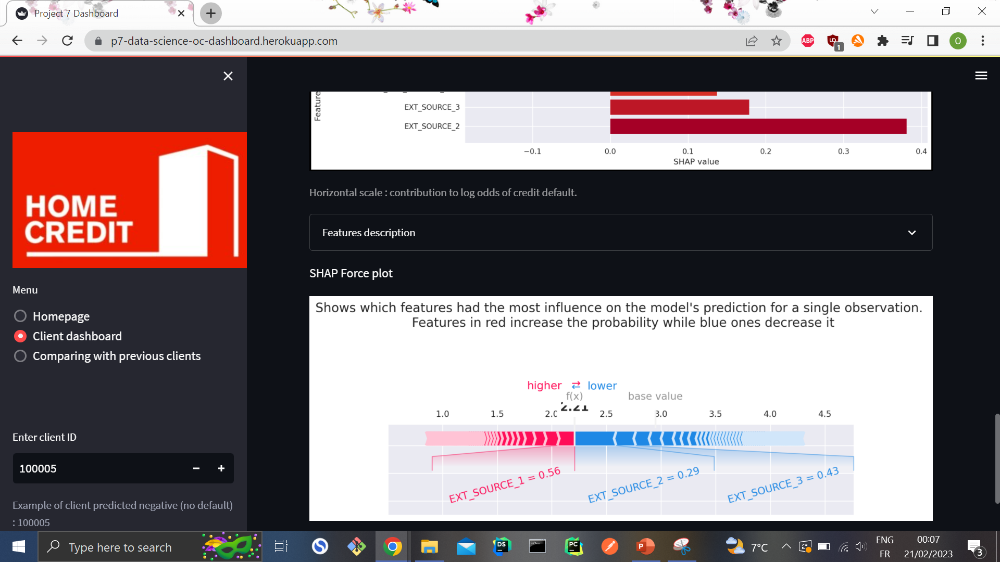 Project 7 Dashboard
p7-data-science-oc-dashboard.herokuapp.com
ABP
1
O
Feature
EXT_SOURCE_3
EXT_SOURCE_2
−0.1 0.0 0.1 0.2 0.3 0.4
SHAP value
Horizontal scale : contribution to log odds of credit default.
Features description
SHAP Force plot
Shows which features had the most influence on the model's prediction for a single observation.
Features in red increase the probability while blue ones decrease it
higher ⇄ lower
f(x) base value
2.21
1.0 1.5 2.0 2.5 3.0 3.5 4.0 4.5
EXT_SOURCE_1 = 0.56
EXT_SOURCE_2 = 0.29
EXT_SOURCE_3 = 0.43
HOME
CREDIT
Menu
Homepage
Client dashboard
Comparing with previous clients
Enter client ID
100005
Example of client predicted negative (no default)
: 100005
Type here to search
DS
PC
P
7°C
ENG
FR
00:07
21/02/2023
3